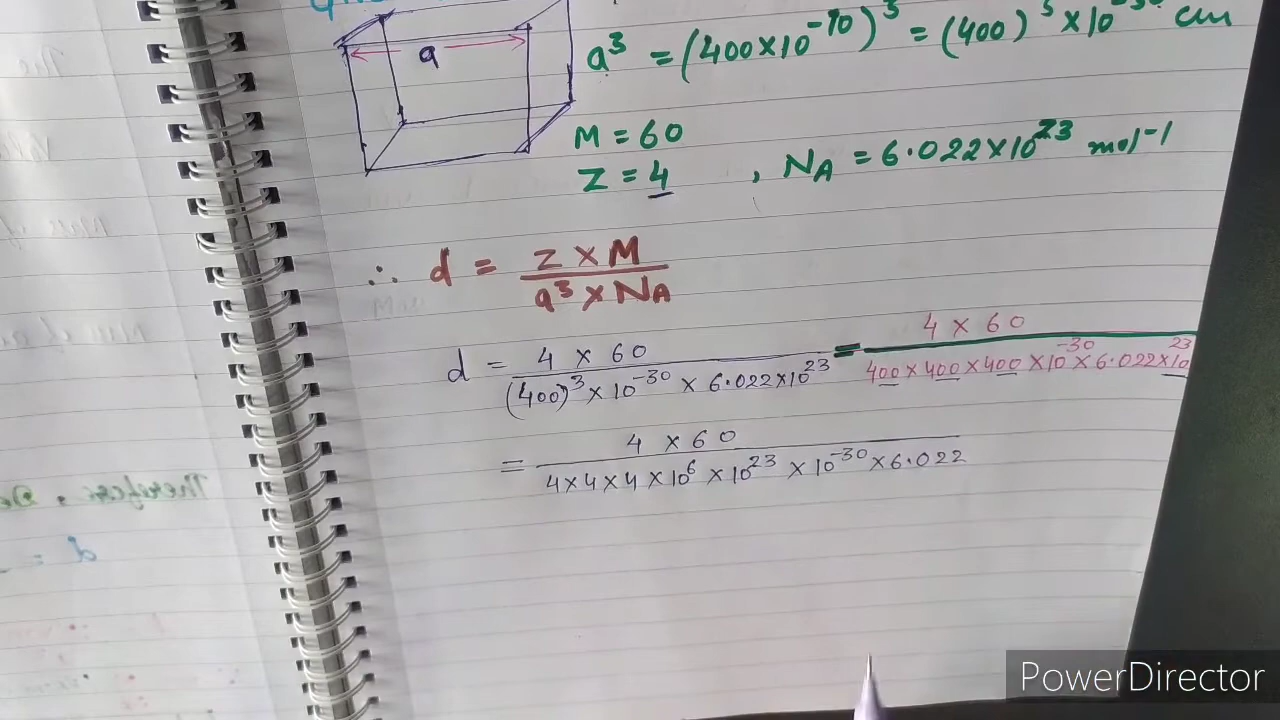 a
a³ = (400×10⁻¹⁰)³ = (400)³ × 10⁻³⁰ cm
M = 60
Z = 4 , NA = 6.022×10²³ mol⁻¹
∴ d = Z × M / a³ × NA
d = 4 × 60 / (400)³ × 10⁻³⁰ × 6.022×10²³ = 4 × 60 / 400 × 400 × 400 × 10⁻³⁰ × 6.022×10²³
= 4 × 60 / 4×4×4×10⁶ × 10²³ × 10⁻³⁰ × 6.022
PowerDirector